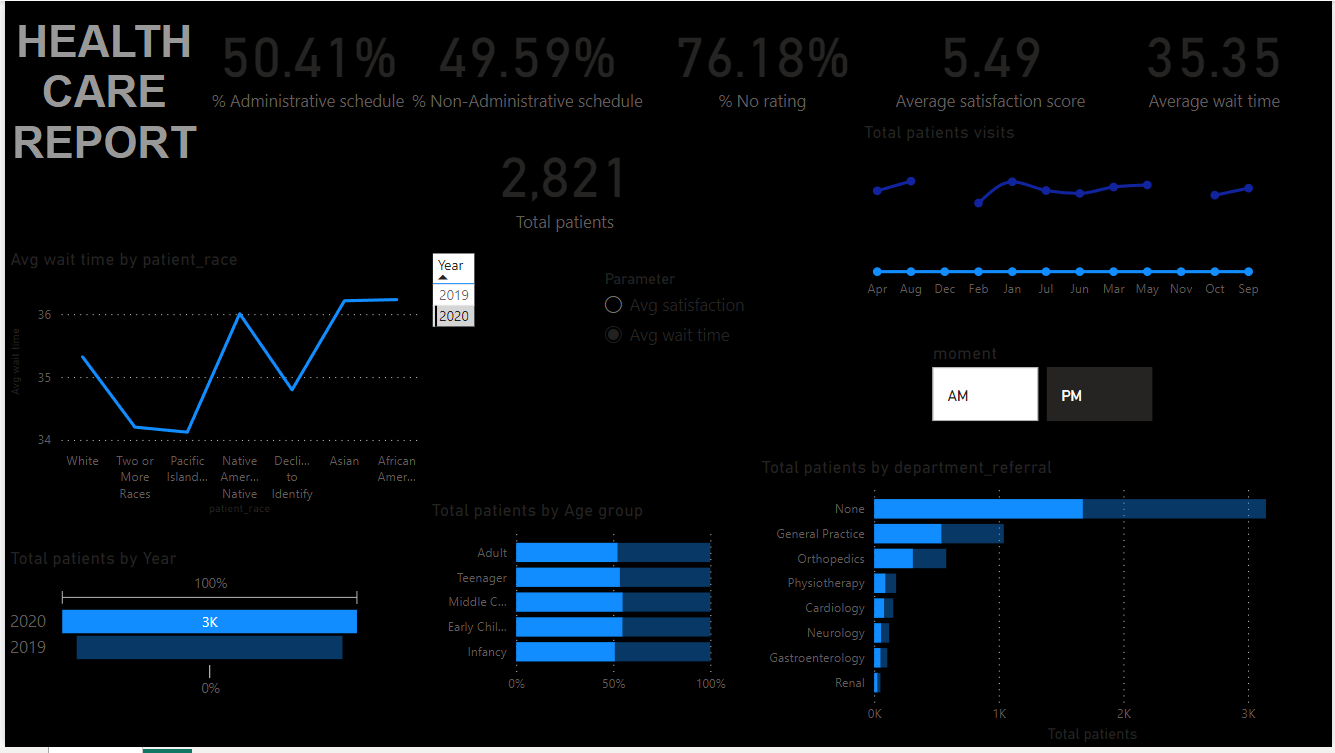 HEALTH
CARE
REPORT
50.41%
% Administrative schedule
49.59%
% Non-Administrative schedule
76.18%
% No rating
5.49
Average satisfaction score
35.35
Average wait time
2,821
Total patients
Total patients visits
Apr Aug Dec Feb Jan Jul Jun Mar May Nov Oct Sep
Avg wait time by patient_race
Avg wait time
36
35
34
White
Two or
More
Races
Pacific
Island...
Native
Amer...
Native
Decli...
to
Identify
Asian
African
Amer...
patient_race
Year
2019
2020
Parameter
Avg satisfaction
Avg wait time
moment
AM
PM
Total patients by Year
100%
2020
3K
2019
0%
Total patients by Age group
Adult
Teenager
Middle C...
Early Chil...
Infancy
0% 50% 100%
Total patients by department_referral
None
General Practice
Orthopedics
Physiotherapy
Cardiology
Neurology
Gastroenterology
Renal
0K 1K 2K 3K
Total patients